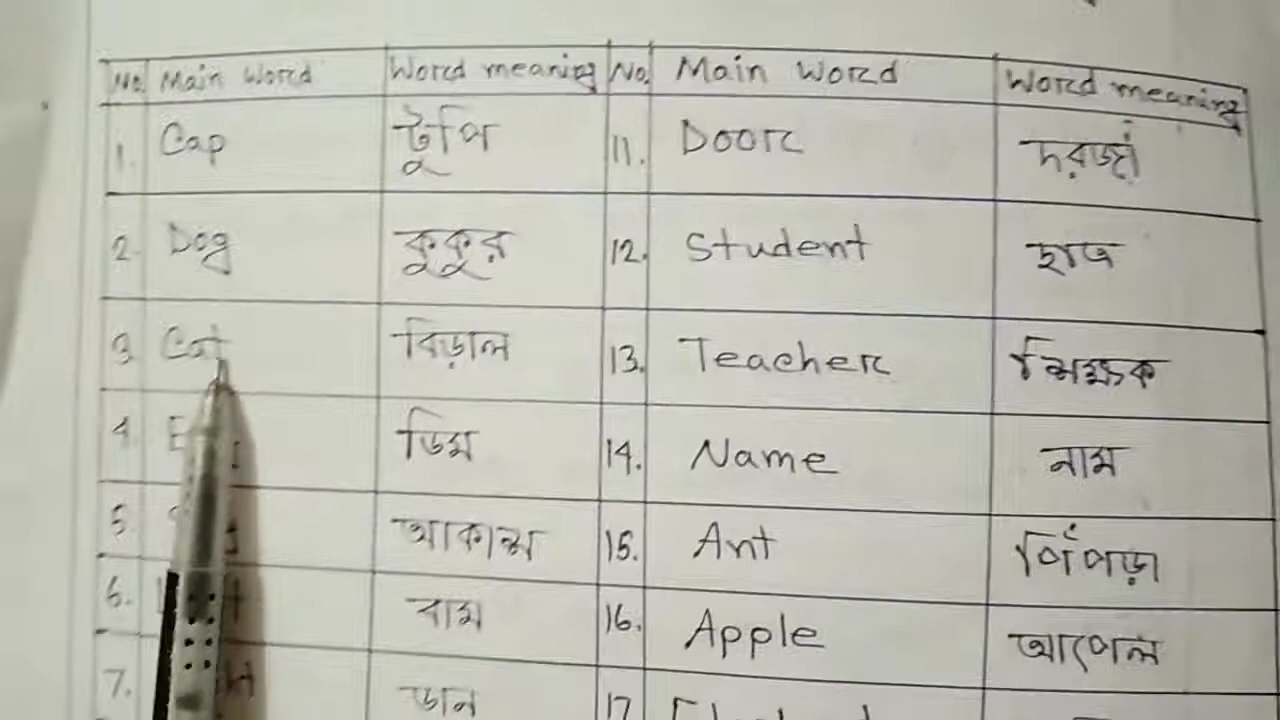 No. Main Word Word meaning No. Main Word Word meaning
1. Cap টুপি 11. Door দরজা
2. Dog কুকুর 12. Student ছাত্র
3. Cat বিড়াল 13. Teacher শিক্ষক
4. ডিম 14. Name নাম
5. আকাশ 15. Ant পিঁপড়া
6. বাম 16. Apple আপেল
7. ডান 17.